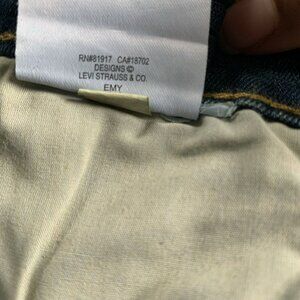 RN#81917 CA#18702
DESIGNS ©
LEVI STRAUSS & CO.
EMY